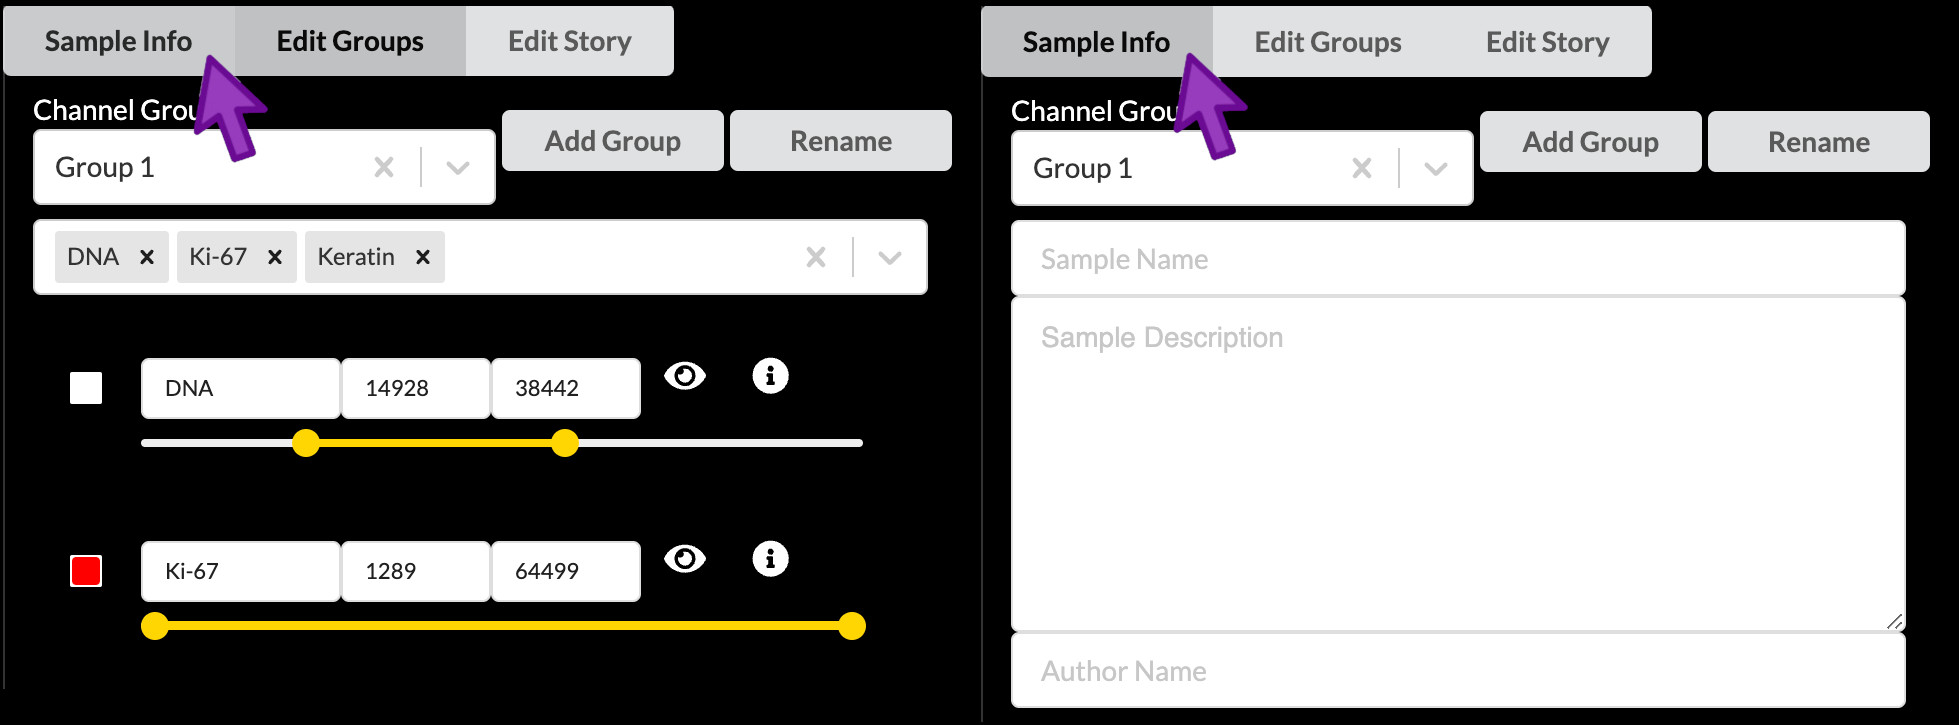 Sample Info Edit Groups Edit Story
Channel Grou
Add Group Rename
Group 1
DNA Ki-67 Keratin
DNA 14928 38442
Ki-67 1289 64499
Sample Info Edit Groups Edit Story
Channel Grou
Add Group Rename
Group 1
Sample Name
Sample Description
Author Name